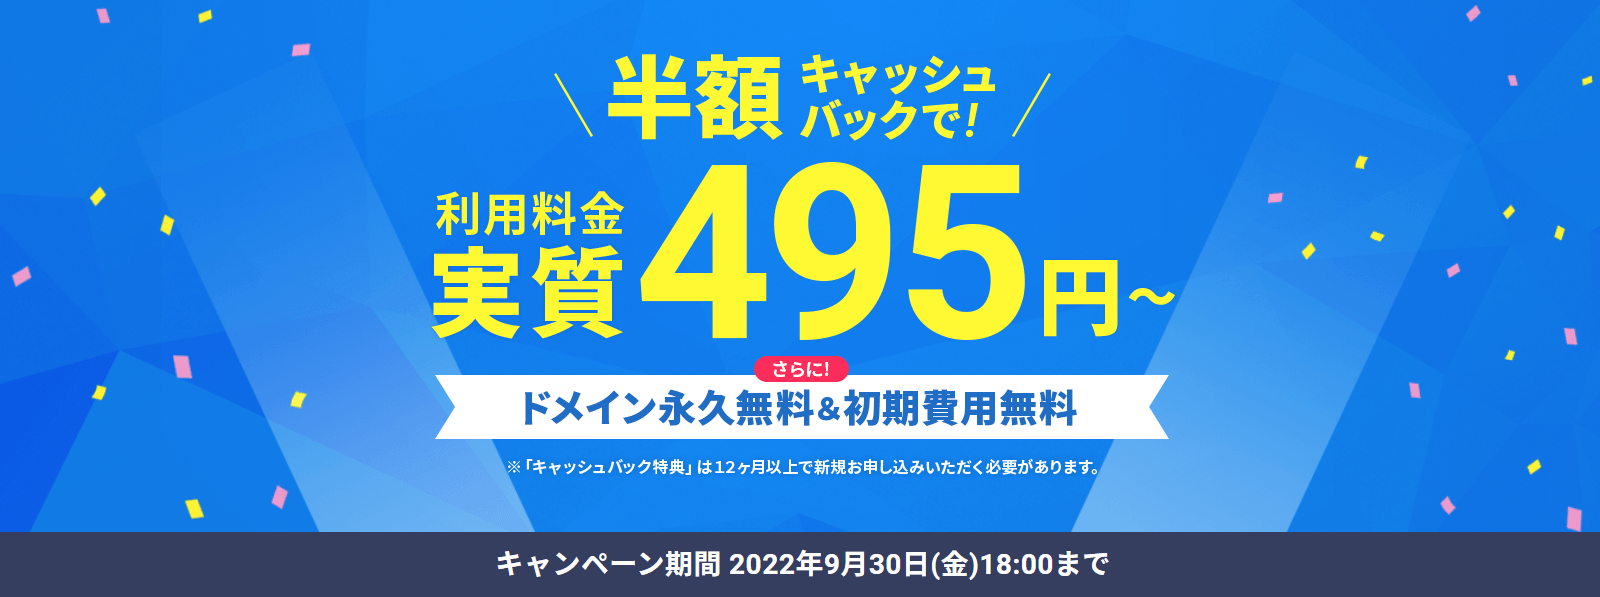 半額 キャッシュ
バックで!
利用料金
実質 495円~
さらに!
ドメイン永久無料&初期費用無料
※「キャッシュバック特典」は12ヶ月以上で新規お申し込みいただく必要があります。
キャンペーン期間 2022年9月30日(金)18:00まで